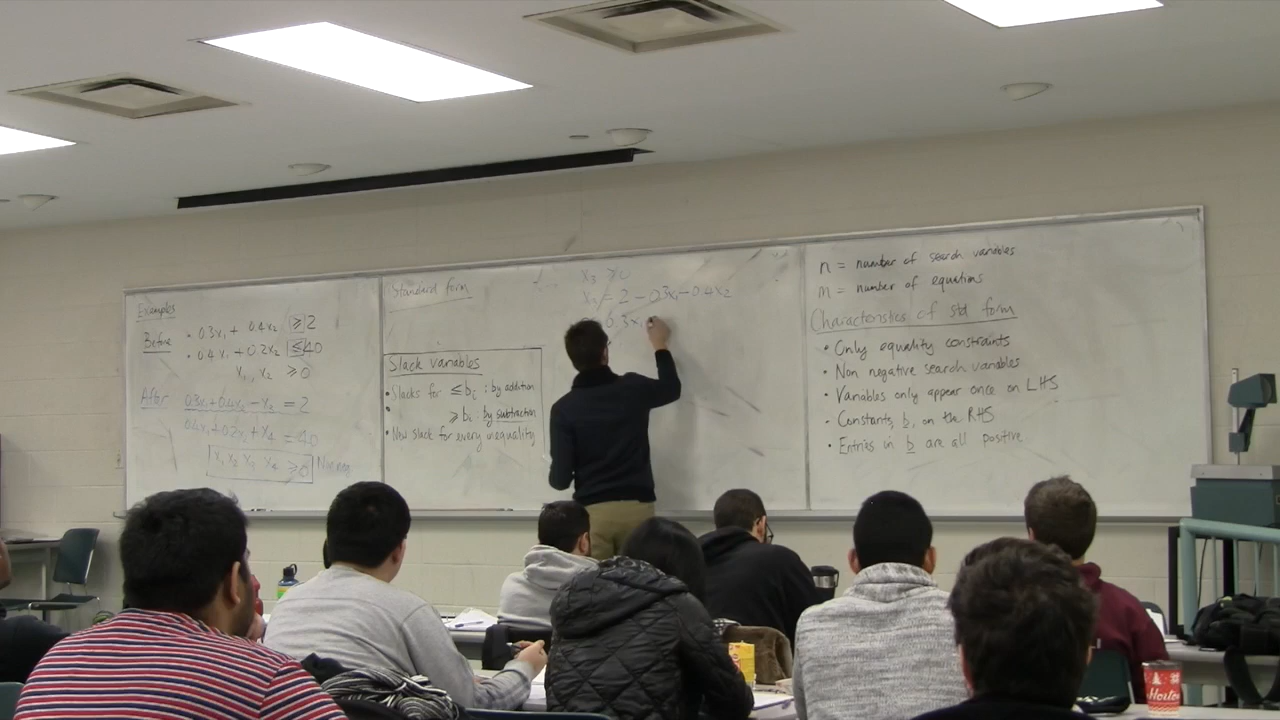 Examples
Before
• 0.3x₁ + 0.4x₂ ≥ 2
• 0.4x₁ + 0.2x₂ ≤ 40
x₁, x₂ ≥ 0
After
0.3x₁ + 0.4x₂ - x₃ = 2
0.4x₁ + 0.2x₂ + x₄ = 40
x₁ x₂ x₃ x₄ ≥ 0
Standard form
Slack variables
• Slacks for ≤ bᵢ : by addition
• ≥ bᵢ : by subtraction
• New slack for every inequality
= 2 - 0.3x₁ - 0.4x₂
n = number of search variables
m = number of equations
Characteristics of std form
• Only equality constraints
• Non negative search variables
• Variables only appear once on LHS
• Constants, b, on the RHS
• Entries in b are all positive
Horton